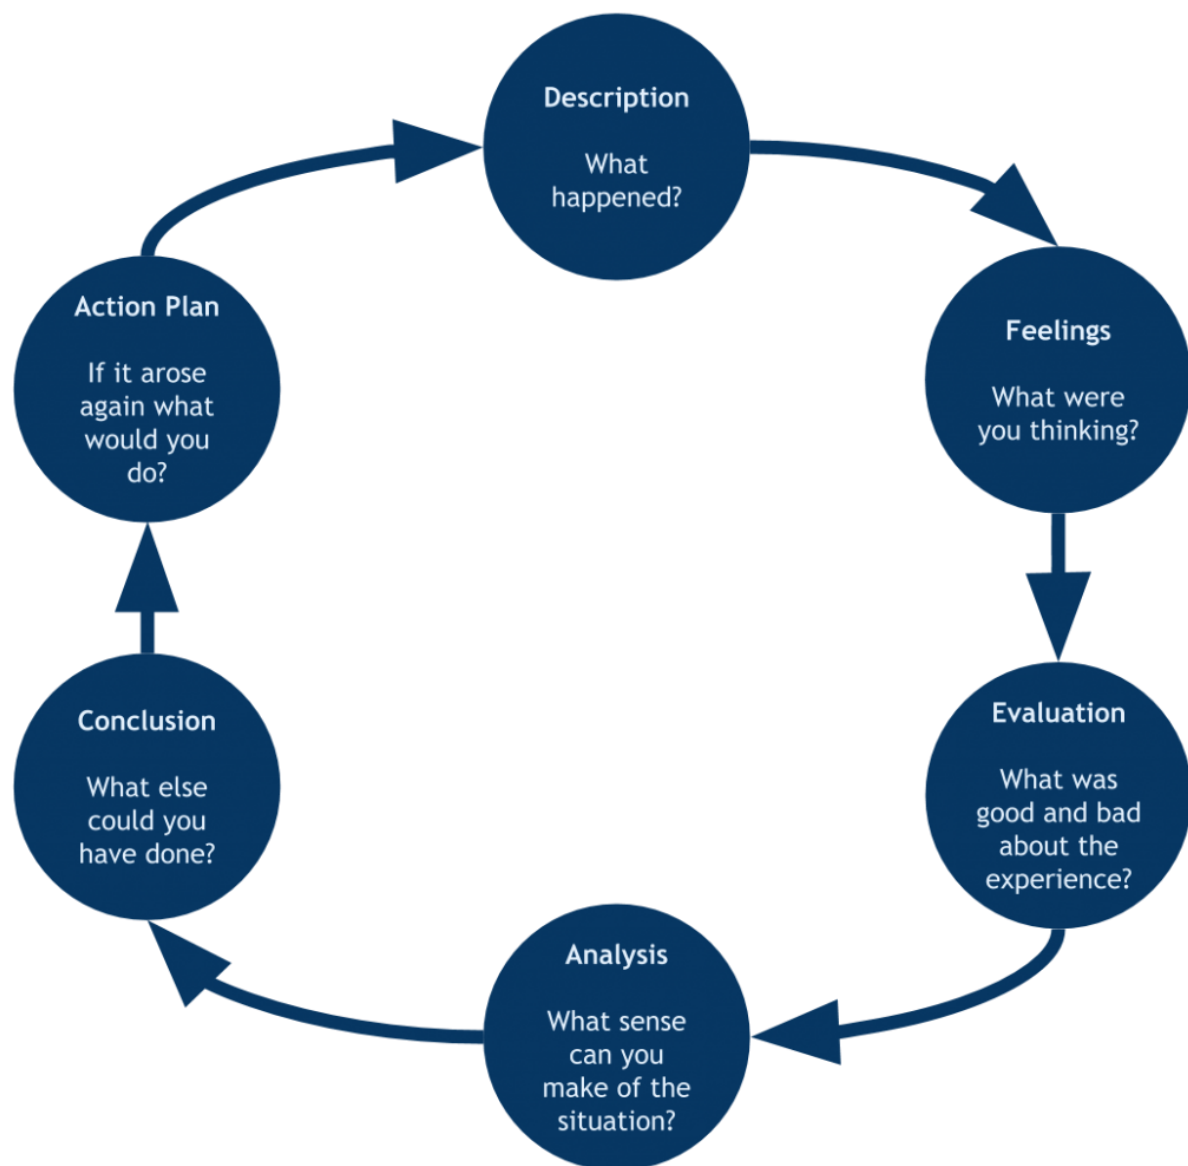 Description
What
happened?
Feelings
What were
you thinking?
Evaluation
What was
good and bad
about the
experience?
Analysis
What sense
can you
make of the
situation?
Conclusion
What else
could you
have done?
Action Plan
If it arose
again what
would you
do?